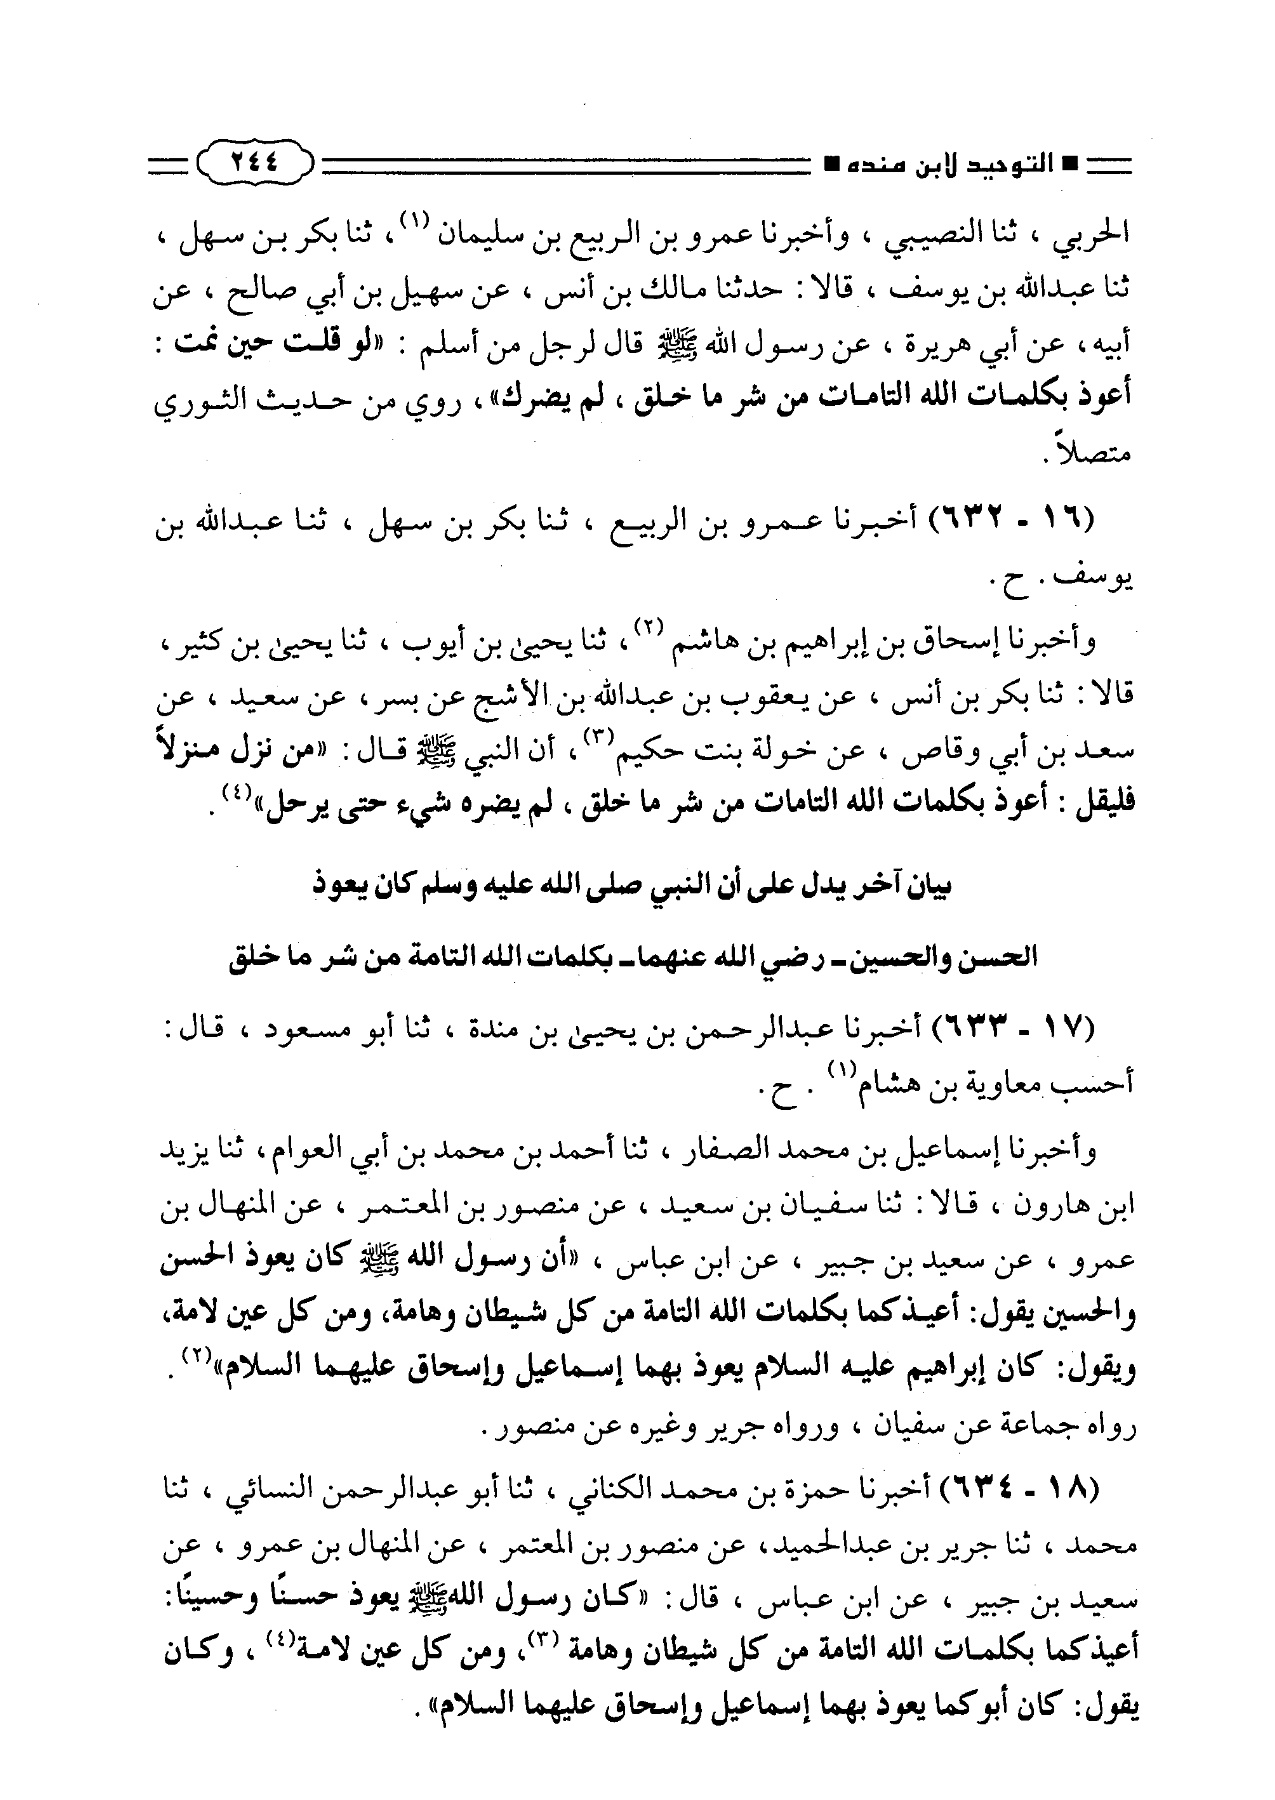 ■ التوحيد لابن منده ■ ٢٤٤
الحربي ، ثنا النصيبي ، وأخبرنا عمرو بن الربيع بن سليمان (١)، ثنا بكر بن سهل ،
ثنا عبدالله بن يوسف ، قالا : حدثنا مالك بن أنس ، عن سهيل بن أبي صالح ، عن
أبيه، عن أبي هريرة ، عن رسول الله ﷺ قال لرجل من أسلم : «لو قلت حين نمت :
أعوذ بكلمات الله التامات من شر ما خلق ، لم يضرك»، روي من حديث الثوري
متصلاً .
(١٦ - ٦٣٢) أخبرنا عمرو بن الربيع ، ثنا بكر بن سهل ، ثنا عبدالله بن
يوسف . ح .
وأخبرنا إسحاق بن إبراهيم بن هاشم (٢)، ثنا يحيىٰ بن أيوب ، ثنا يحيىٰ بن كثير ،
قالا : ثنا بكر بن أنس ، عن يعقوب بن عبدالله بن الأشج عن بسر، عن سعيد ، عن
سعد بن أبي وقاص ، عن خولة بنت حكيم(٣)، أن النبي ﷺ قال : «من نزل منزلاً
فليقل : أعوذ بكلمات الله التامات من شر ما خلق ، لم يضره شيء حتى يرحل»(٤) .
بيان آخر يدل على أن النبي صلى الله عليه وسلم كان يعوذ
الحسن والحسين ـ رضي الله عنهما ـ بكلمات الله التامة من شر ما خلق
(١٧ - ٦٣٣) أخبرنا عبدالرحمن بن يحيىٰ بن مندة ، ثنا أبو مسعود ، قال :
أحسب معاوية بن هشام(١) . ح .
وأخبرنا إسماعيل بن محمد الصفار ، ثنا أحمد بن محمد بن أبي العوام، ثنا يزيد
ابن هارون ، قالا : ثنا سفيان بن سعيد ، عن منصور بن المعتمر ، عن المنهال بن
عمرو ، عن سعيد بن جبير ، عن ابن عباس ، «أن رسول الله ﷺ كان يعوذ الحسن
والحسين يقول: أعيذكما بكلمات الله التامة من كل شيطان وهامة، ومن كل عين لامة،
ويقول: كان إبراهيم عليه السلام يعوذ بهما إسماعيل وإسحاق عليهما السلام»(٢) .
رواه جماعة عن سفيان ، ورواه جرير وغيره عن منصور .
(١٨ - ٦٣٤) أخبرنا حمزة بن محمد الكناني ، ثنا أبو عبدالرحمن النسائي ، ثنا
محمد ، ثنا جرير بن عبدالحميد، عن منصور بن المعتمر ، عن المنهال بن عمرو ، عن
سعيد بن جبير ، عن ابن عباس ، قال : «كان رسول الله ﷺ يعوذ حسنًا وحسينًا:
أعيذكما بكلمات الله التامة من كل شيطان وهامة (٣)، ومن كل عين لامة(٤) ، وكان
يقول: كان أبوكما يعوذ بهما إسماعيل وإسحاق عليهما السلام» .